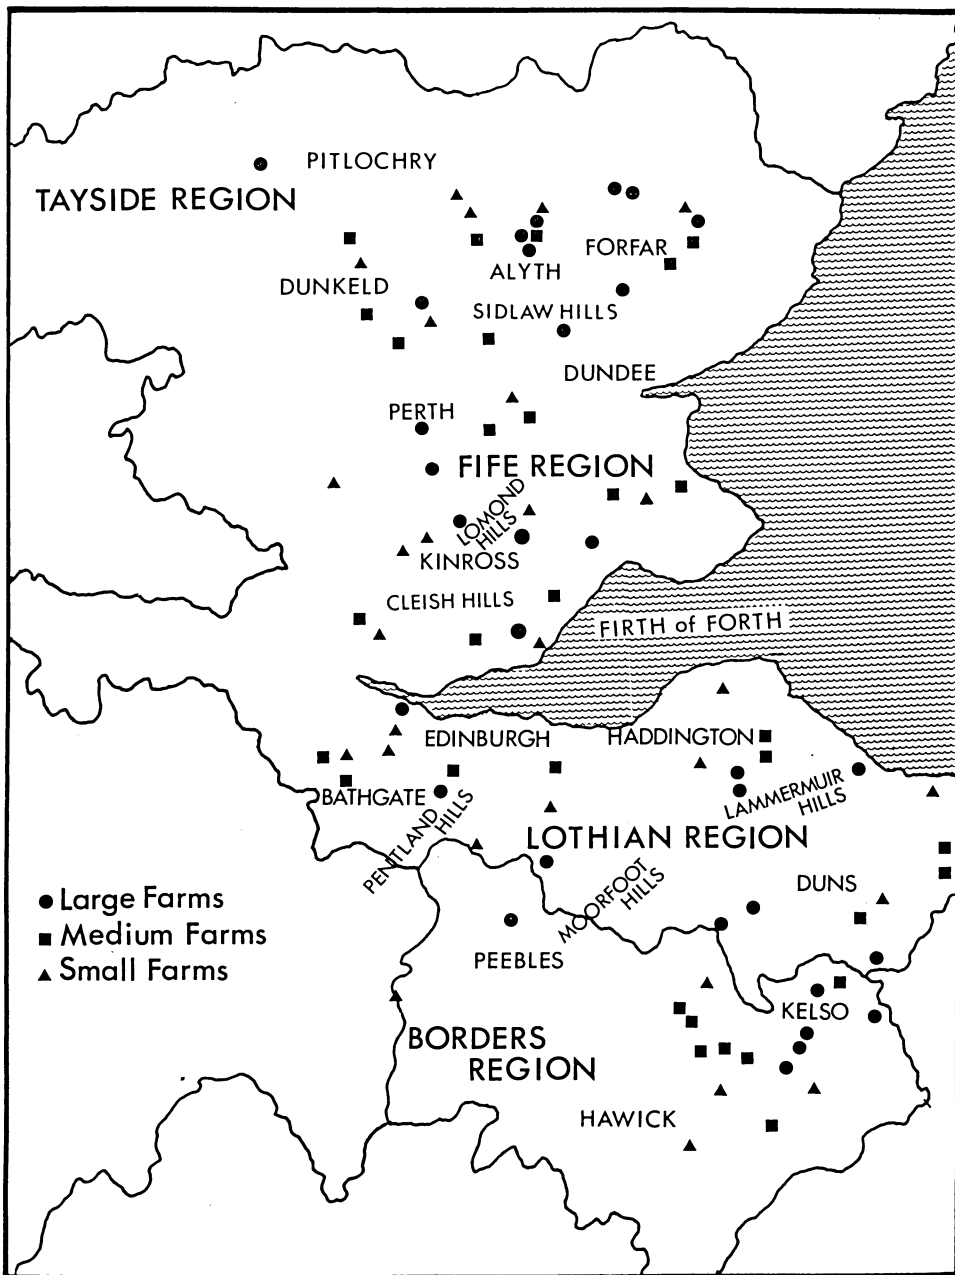 PITLOCHRY
TAYSIDE REGION
FORFAR
ALYTH
DUNKELD
SIDLAW HILLS
DUNDEE
PERTH
FIFE REGION
LOMOND
HILLS
KINROSS
CLEISH HILLS
FIRTH of FORTH
EDINBURGH
HADDINGTON
BATHGATE
PENTLAND
HILLS
LAMMERMUIR
HILLS
LOTHIAN REGION
MOORFOOT
HILLS
DUNS
Large Farms
Medium Farms
Small Farms
PEEBLES
KELSO
BORDERS
REGION
HAWICK